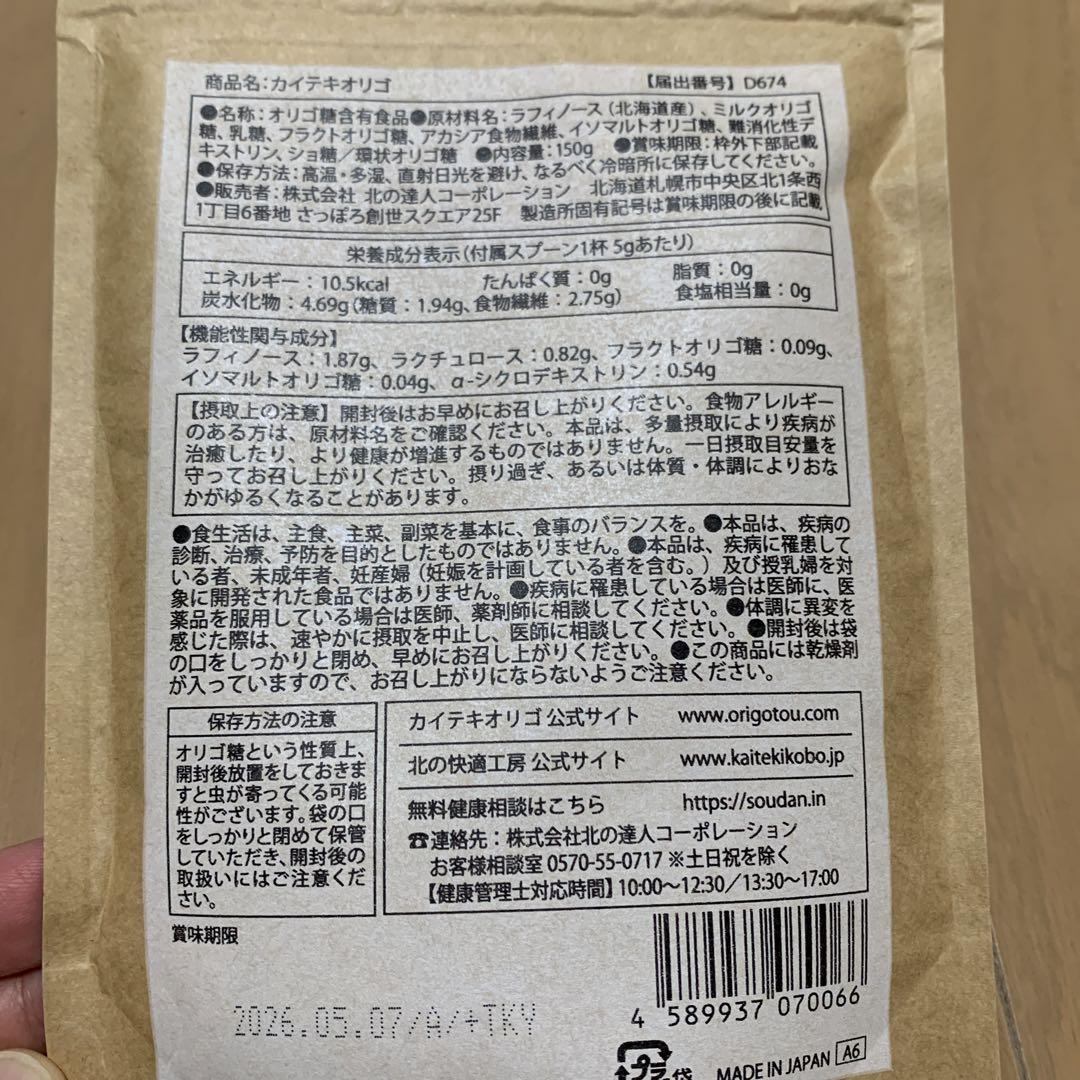 商品名:カイテキオリゴ 【届出番号】D674
●名称:オリゴ糖含有食品●原材料名:ラフィノース(北海道産)、ミルクオリゴ
糖、乳糖、フラクトオリゴ糖、アカシア食物繊維、イソマルトオリゴ糖、難消化性デ
キストリン、ショ糖/環状オリゴ糖 ●内容量:150g ●賞味期限:枠外下部記載
●保存方法:高温・多湿、直射日光を避け、なるべく冷暗所に保存してください。
●販売者:株式会社 北の達人コーポレーション 北海道札幌市中央区北1条西
1丁目6番地 さっぽろ創世スクエア25F 製造所固有記号は賞味期限の後に記載
栄養成分表示(付属スプーン1杯 5gあたり)
エネルギー:10.5kcal たんぱく質:0g 脂質:0g
炭水化物:4.69g(糖質:1.94g、食物繊維:2.75g) 食塩相当量:0g
【機能性関与成分】
ラフィノース:1.87g、ラクチュロース:0.82g、フラクトオリゴ糖:0.09g、
イソマルトオリゴ糖:0.04g、α-シクロデキストリン:0.54g
【摂取上の注意】開封後はお早めにお召し上がりください。食物アレルギー
のある方は、原材料名をご確認ください。本品は、多量摂取により疾病が
治癒したり、より健康が増進するものではありません。一日摂取目安量を
守ってお召し上がりください。摂り過ぎ、あるいは体質・体調によりおな
かがゆるくなることがあります。
●食生活は、主食、主菜、副菜を基本に、食事のバランスを。●本品は、疾病の
診断、治療、予防を目的としたものではありません。●本品は、疾病に罹患して
いる者、未成年者、妊産婦(妊娠を計画している者を含む。)及び授乳婦を対
象に開発された食品ではありません。●疾病に罹患している場合は医師に、医
薬品を服用している場合は医師、薬剤師に相談してください。●体調に異変を
感じた際は、速やかに摂取を中止し、医師に相談してください。●開封後は袋
の口をしっかりと閉め、早めにお召し上がりください。●この商品には乾燥剤
が入っていますので、お召し上がりにならないようご注意ください。
保存方法の注意
オリゴ糖という性質上、
開封後放置をしておきま
すと虫が寄ってくる可能
性がございます。袋の口
をしっかりと閉めて保管
していただき、開封後の
取扱いにはご注意くだ
さい。
カイテキオリゴ 公式サイト www.origotou.com
北の快適工房 公式サイト www.kaitekikobo.jp
無料健康相談はこちら https://soudan.in
☎連絡先:株式会社北の達人コーポレーション
お客様相談室 0570-55-0717 ※土日祝を除く
【健康管理士対応時間】10:00~12:30/13:30~17:00
賞味期限
2026.05.07/A/+TKY
4 589937 070066
プラ 袋 MADE IN JAPAN A6